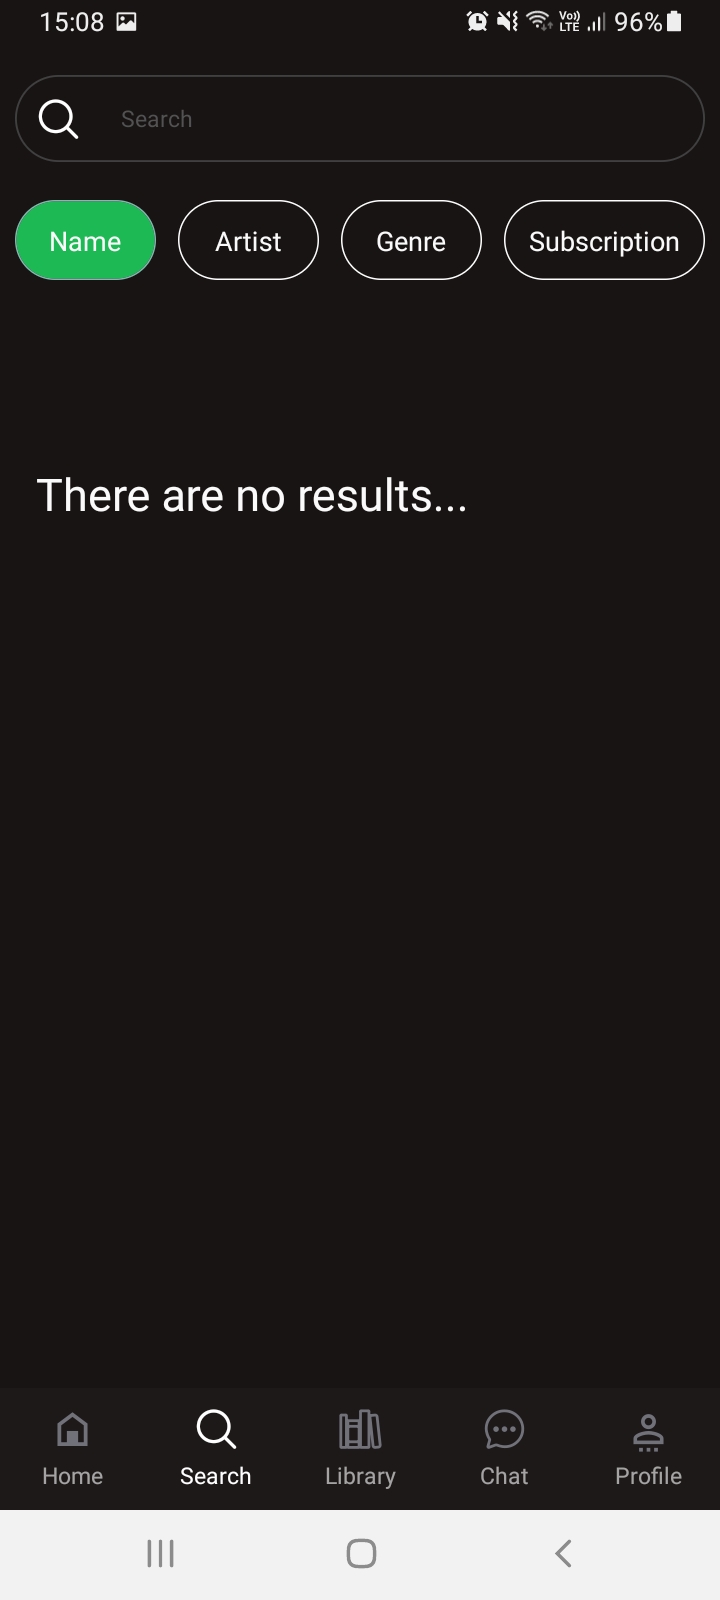 15:08 Vo)) LTE 96%
Search
Name Artist Genre Subscription
There are no results...
Home Search Library Chat Profile